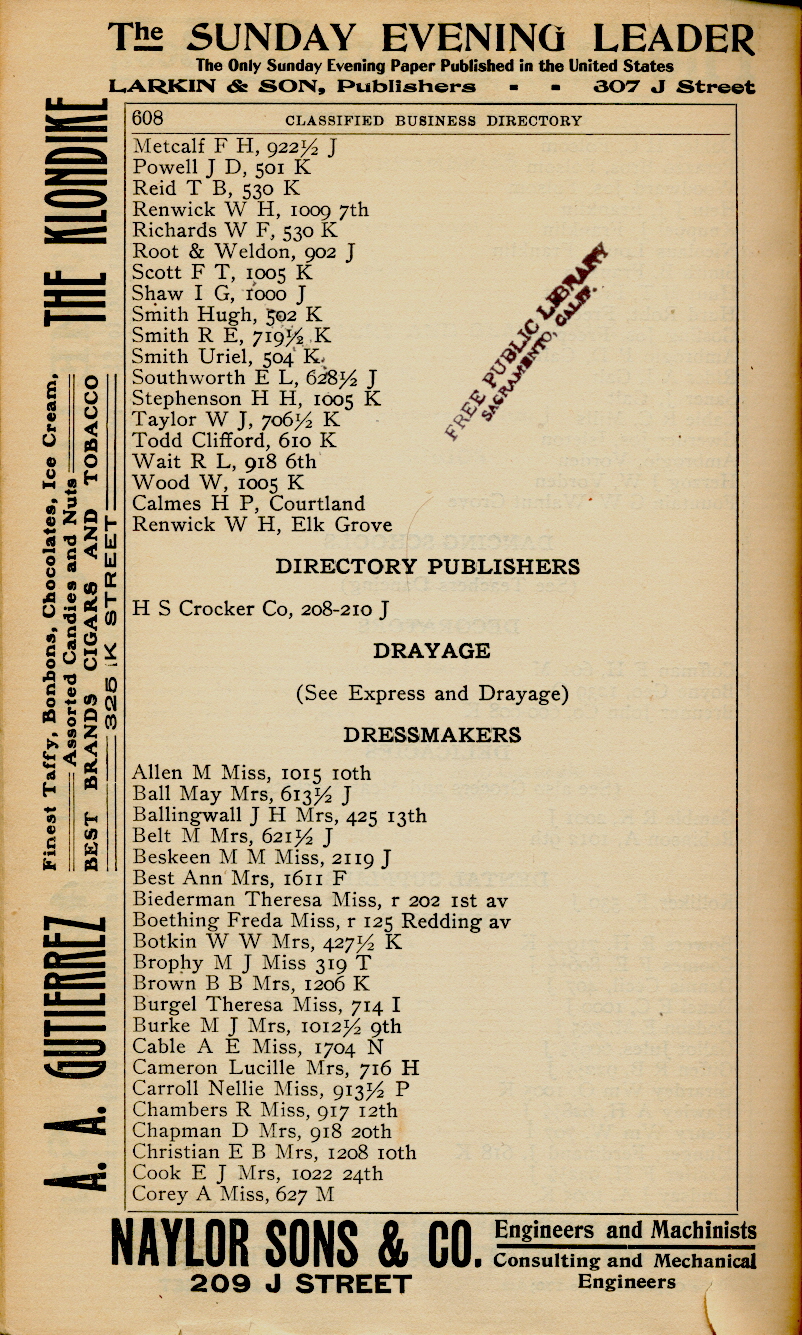 The SUNDAY EVENING LEADER
The Only Sunday Evening Paper Published in the United States
LARKIN & SON, Publishers - - 307 J Street
608 CLASSIFIED BUSINESS DIRECTORY
Metcalf F H, 922½ J
Powell J D, 501 K
Reid T B, 530 K
Renwick W H, 1009 7th
Richards W F, 530 K
Root & Weldon, 902 J
Scott F T, 1005 K
Shaw I G, 1000 J
Smith Hugh, 502 K
Smith R E, 719½ K
Smith Uriel, 504 K
Southworth E L, 628½ J
Stephenson H H, 1005 K
Taylor W J, 706½ K
Todd Clifford, 610 K
Wait R L, 918 6th
Wood W, 1005 K
Calmes H P, Courtland
Renwick W H, Elk Grove
FREE PUBLIC LIBRARY
SACRAMENTO, CALIF.
DIRECTORY PUBLISHERS
H S Crocker Co, 208-210 J
DRAYAGE
(See Express and Drayage)
DRESSMAKERS
Allen M Miss, 1015 10th
Ball May Mrs, 613½ J
Ballingwall J H Mrs, 425 13th
Belt M Mrs, 621½ J
Beskeen M M Miss, 2119 J
Best Ann Mrs, 1611 F
Biederman Theresa Miss, r 202 1st av
Boething Freda Miss, r 125 Redding av
Botkin W W Mrs, 427½ K
Brophy M J Miss 319 T
Brown B B Mrs, 1206 K
Burgel Theresa Miss, 714 I
Burke M J Mrs, 1012½ 9th
Cable A E Miss, 1704 N
Cameron Lucille Mrs, 716 H
Carroll Nellie Miss, 913½ P
Chambers R Miss, 917 12th
Chapman D Mrs, 918 20th
Christian E B Mrs, 1208 10th
Cook E J Mrs, 1022 24th
Corey A Miss, 627 M
A. A. GUTIERREZ THE KLONDIKE
Finest Taffy, Bonbons, Chocolates, Ice Cream,
Assorted Candies and Nuts
BEST BRANDS CIGARS AND TOBACCO
325 K STREET
NAYLOR SONS & CO.
209 J STREET
Engineers and Machinists
Consulting and Mechanical
Engineers